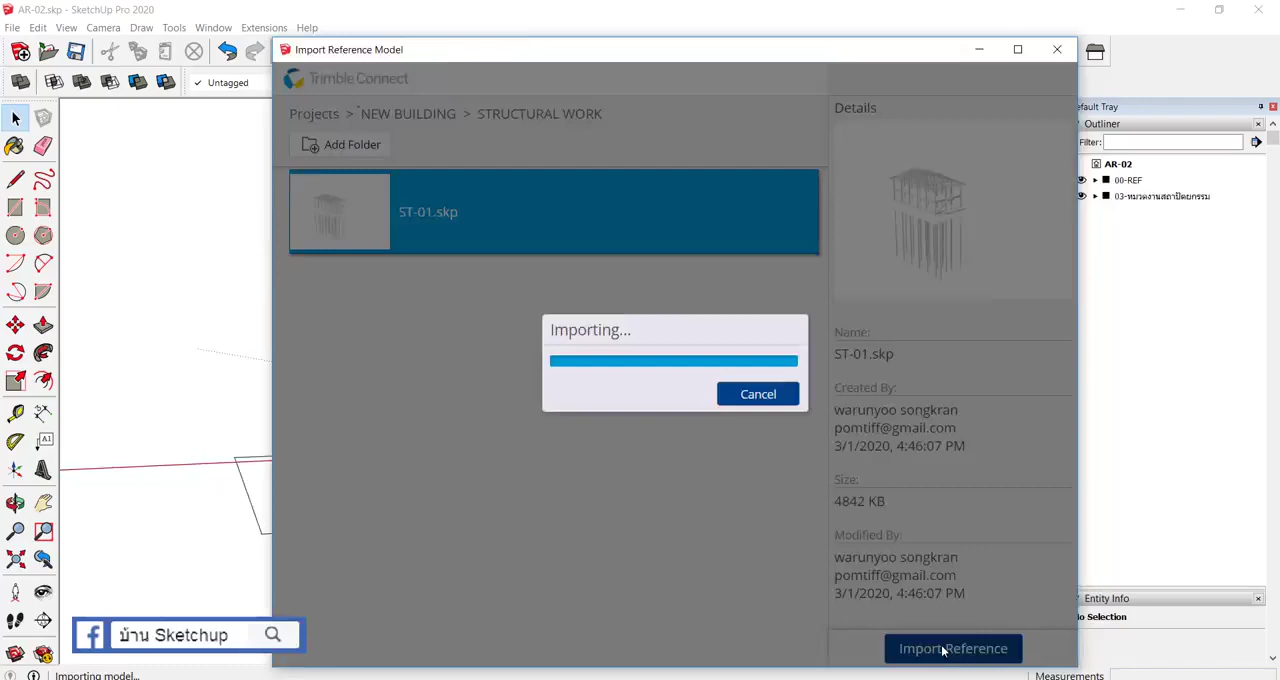 AR-02.skp - SketchUp Pro 2020
File Edit View Camera Draw Tools Window Extensions Help
Import Reference Model
Untagged
Trimble Connect
Projects > NEW BUILDING > STRUCTURAL WORK
Add Folder
ST-01.skp
Importing...
Cancel
Details
Name:
ST-01.skp
Created By:
warunyoo songkran
pomtiff@gmail.com
3/1/2020, 4:46:07 PM
Size:
4842 KB
Modified By:
warunyoo songkran
pomtiff@gmail.com
3/1/2020, 4:46:07 PM
Import Reference
efault Tray
Outliner
Filter:
AR-02
00-REF
03-หมวดงานสถาปัตยกรรม
Entity Info
o Selection
A1
f บ้าน Sketchup
Importing model...
Measurements